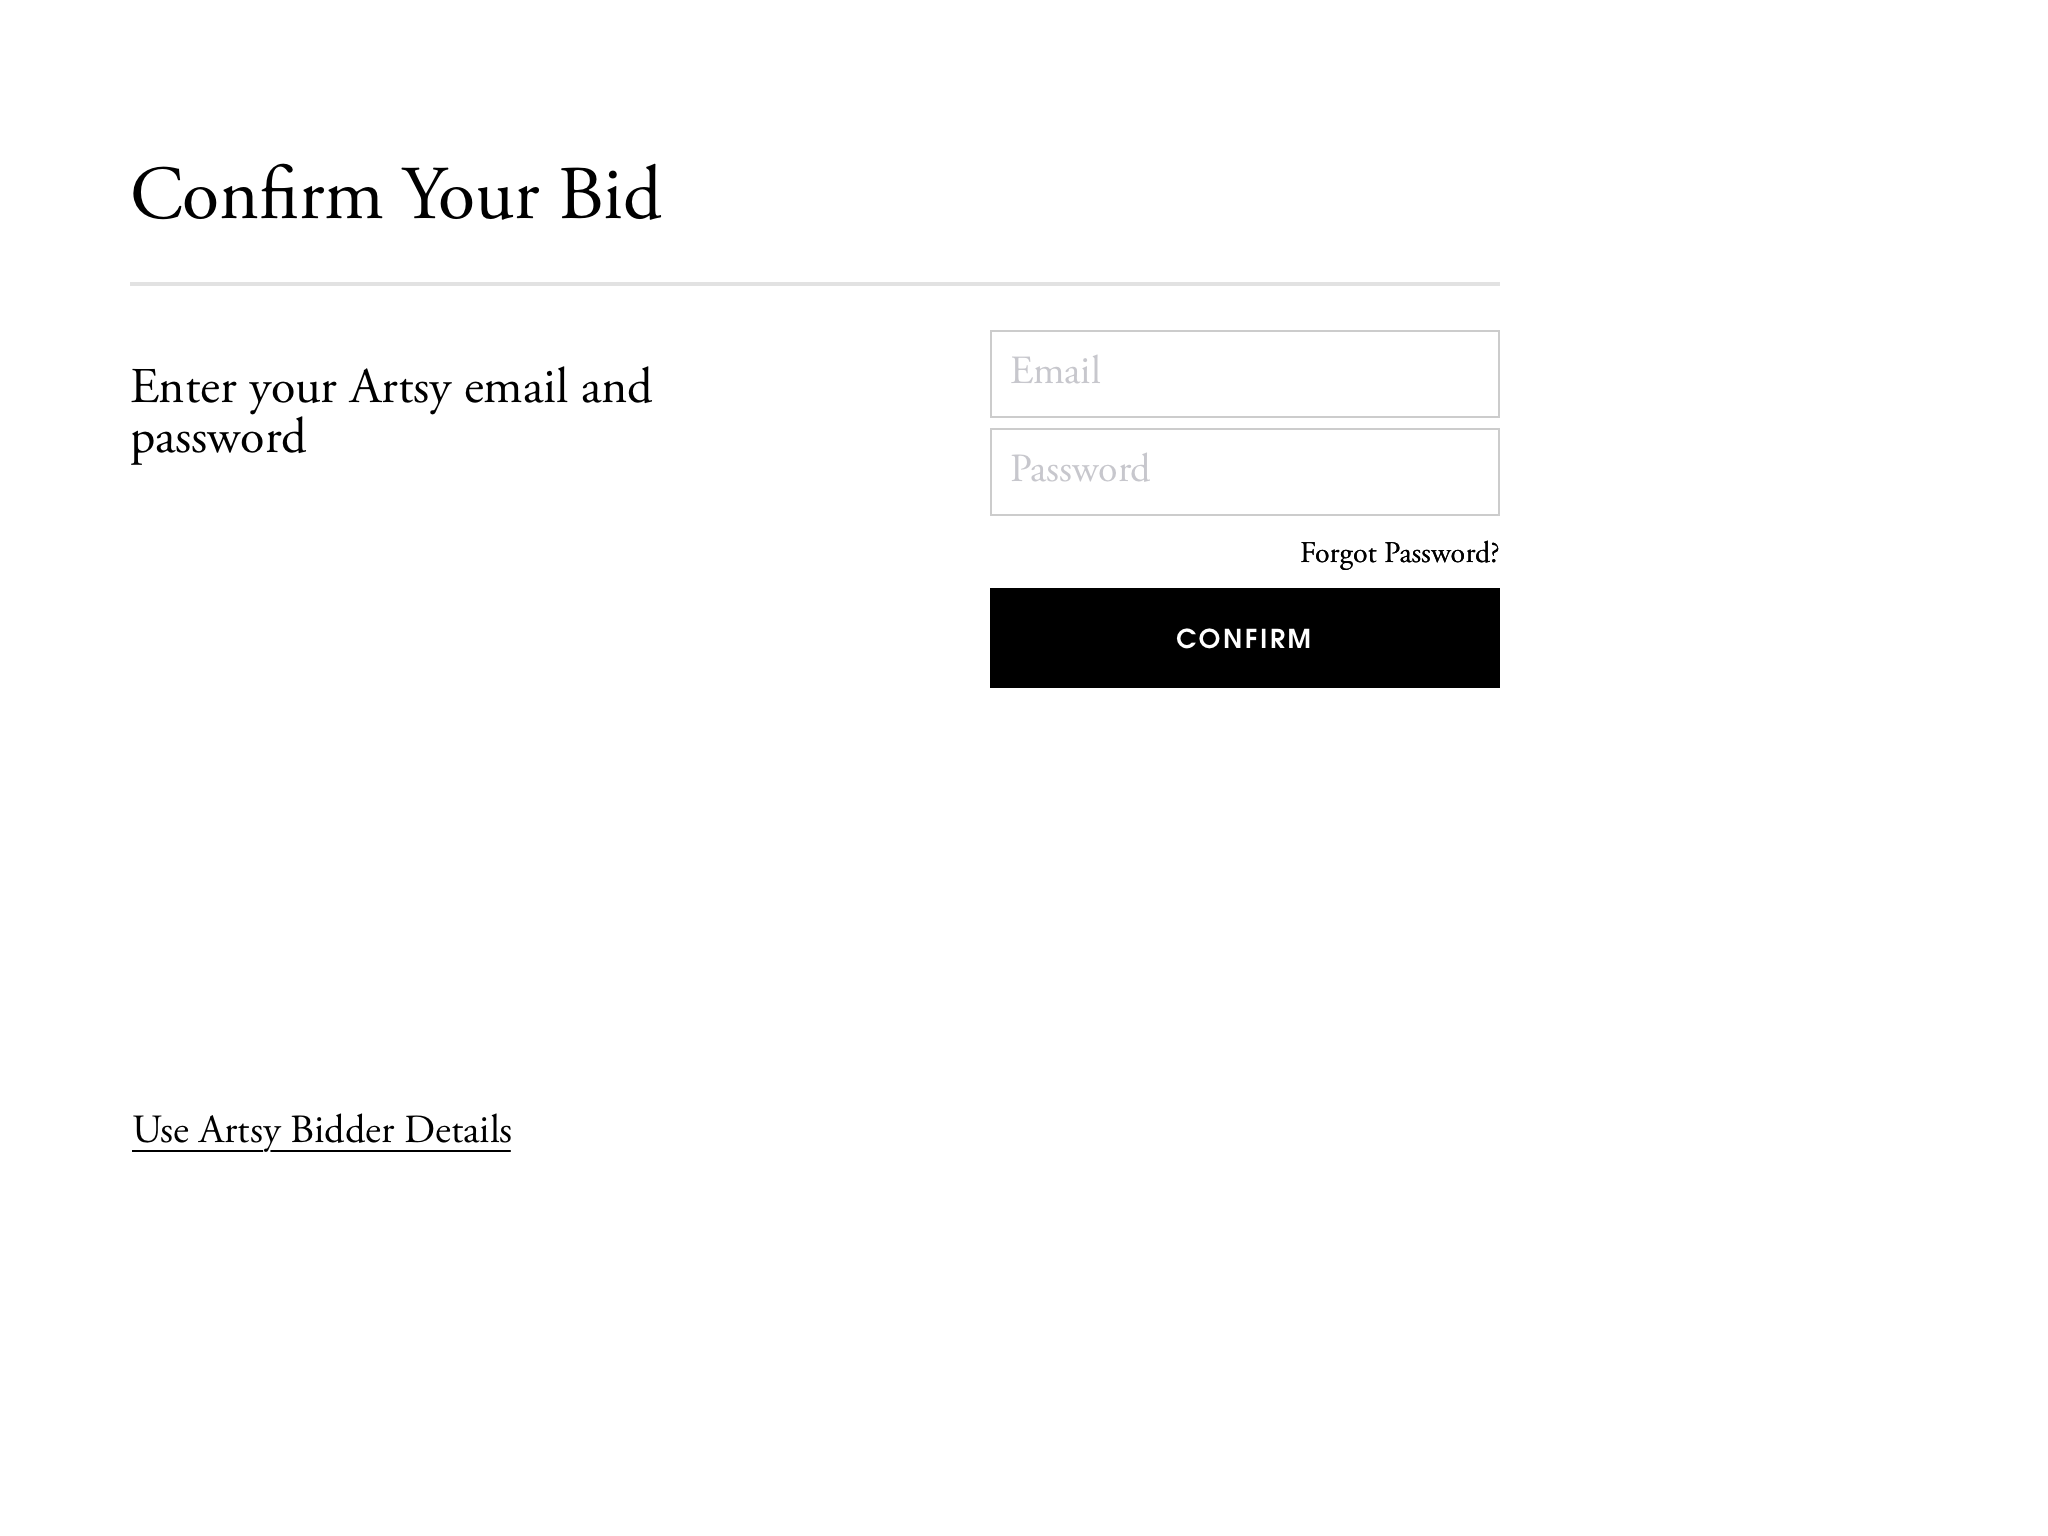 Confirm Your Bid
Enter your Artsy email and
password
Email
Password
Forgot Password?
CONFIRM
Use Artsy Bidder Details